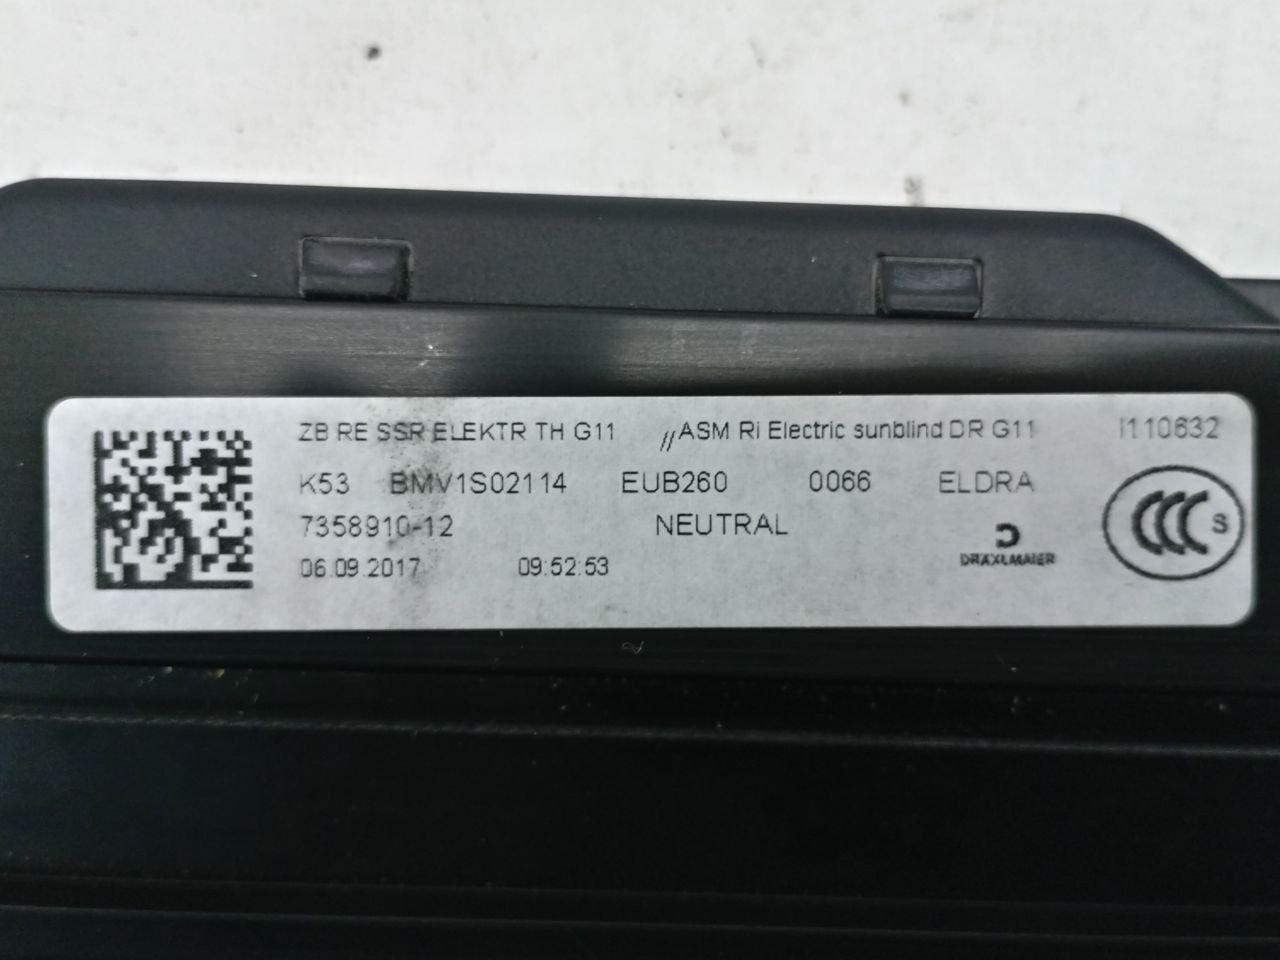 ZB RE SSR ELEKTR TH G11 //ASM Ri Electric sunblind DR G11 I110632
K53 BMV1S02114 EUB260 0066 ELDRA
7358910-12 NEUTRAL
CCC S
06.09.2017 09:52:53 DRÄXLMAIER